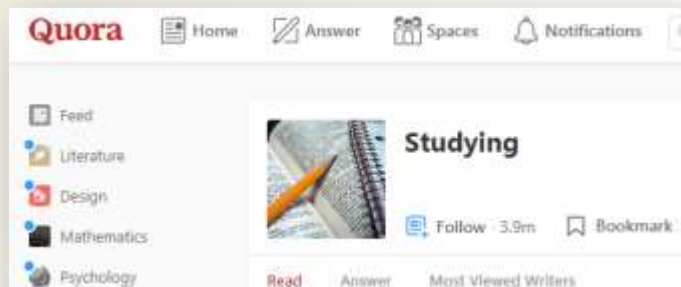 Quora Home Answer Spaces Notifications
Feed
Literature
Design
Mathematics
Psychology
Studying
Follow 3.9m Bookmark
Read Answer Most Viewed Writers